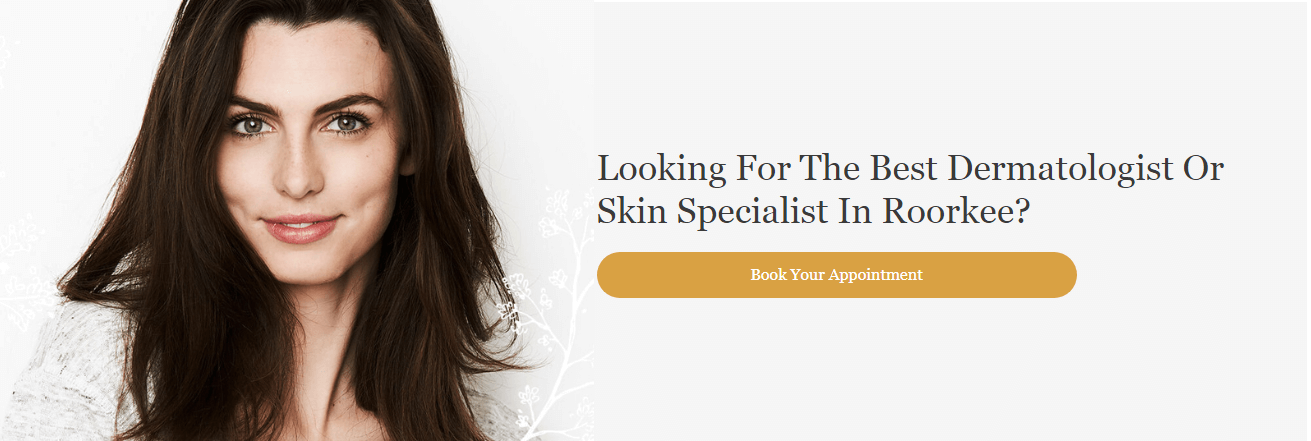 Looking For The Best Dermatologist Or
Skin Specialist In Roorkee?
Book Your Appointment